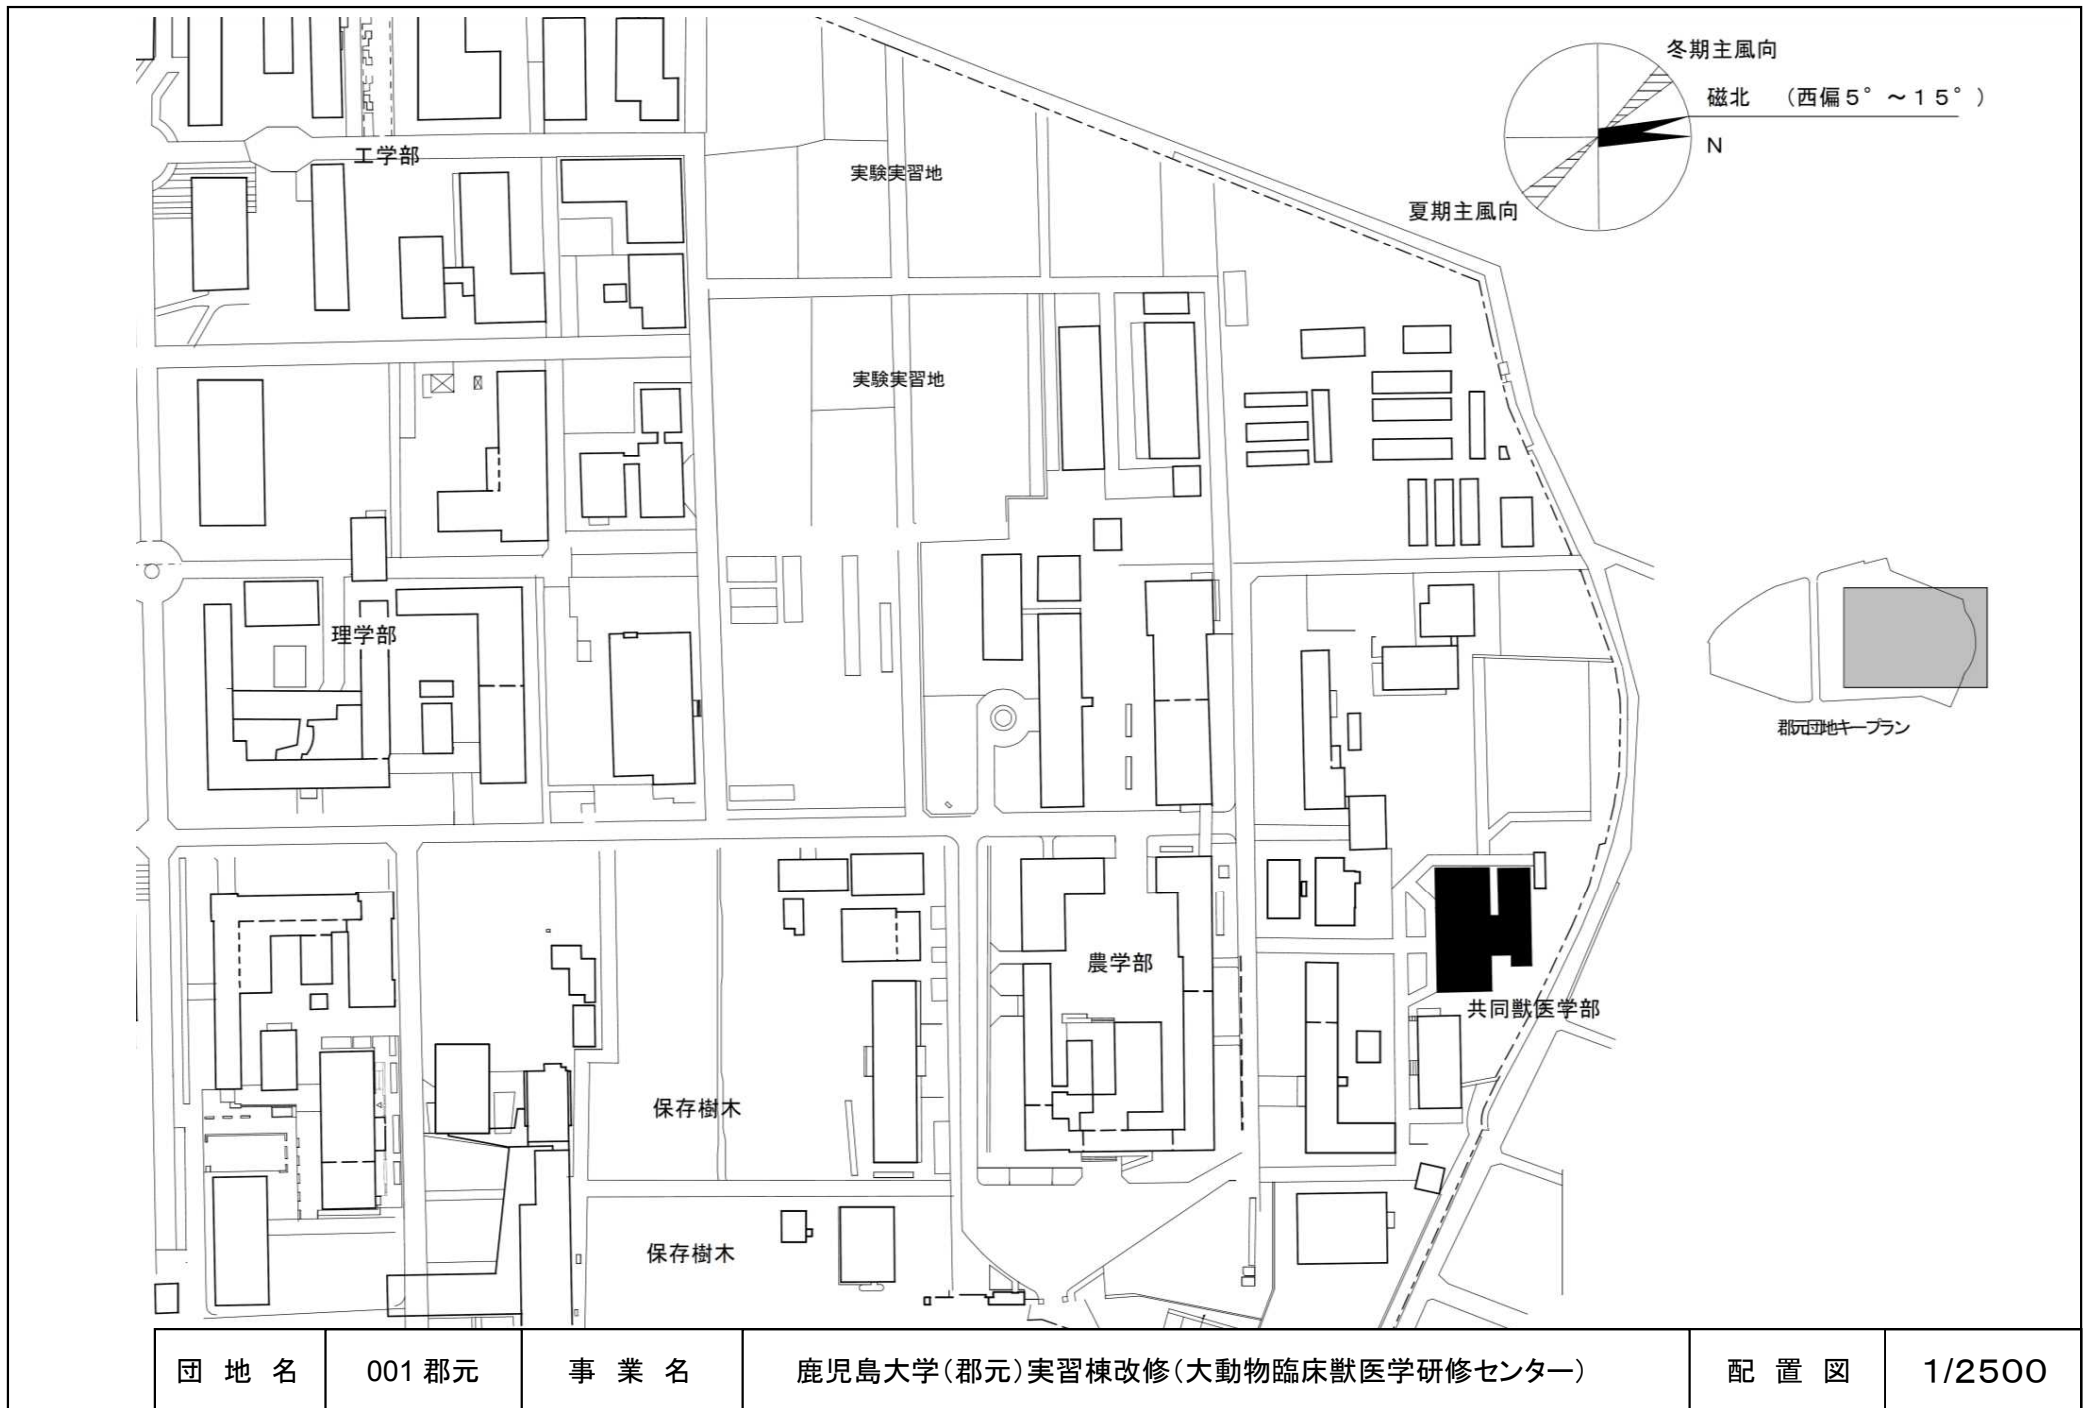 冬期主風向
磁北 （西偏５°～１５°）
N
夏期主風向
工学部
実験実習地
実験実習地
理学部
郡元団地キープラン
農学部
共同獣医学部
保存樹木
保存樹木
団地名 001 郡元 事業名 鹿児島大学（郡元）実習棟改修（大動物臨床獣医学研修センター） 配置図 1/2500